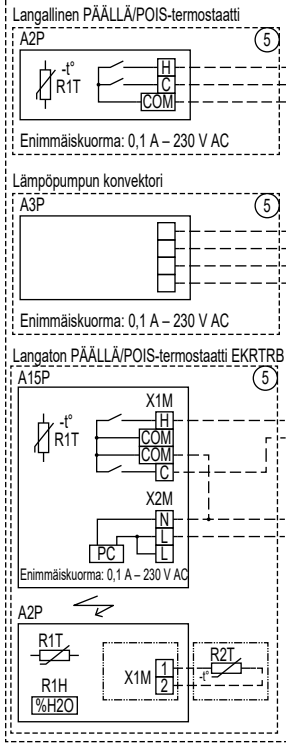 Langallinen PÄÄLLÄ/POIS-termostaatti
A2P
5
-t°
R1T
H
C
COM
Enimmäiskuorma: 0,1 A – 230 V AC
Lämpöpumpun konvektori
A3P
5
Enimmäiskuorma: 0,1 A – 230 V AC
Langaton PÄÄLLÄ/POIS-termostaatti EKRTRB
A15P
5
X1M
-t°
R1T
H
COM
COM
C
X2M
N
L
PC
L
Enimmäiskuorma: 0,1 A – 230 V AC
A2P
R1T
R2T
X1M
1
-t°
2
R1H
%H2O